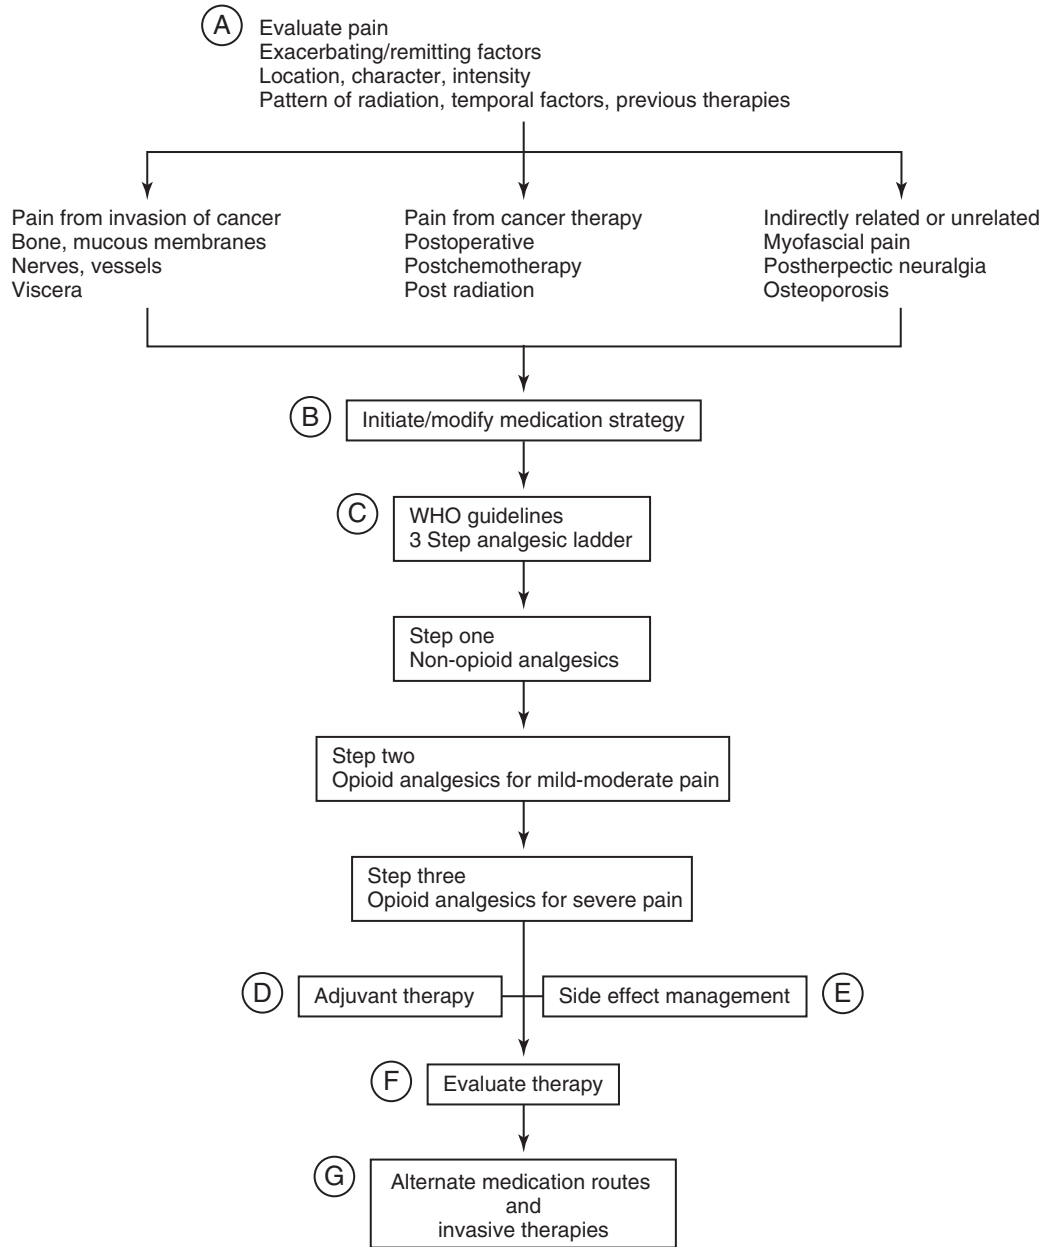 A
Evaluate pain
Exacerbating/remitting factors
Location, character, intensity
Pattern of radiation, temporal factors, previous therapies
Pain from invasion of cancer
Bone, mucous membranes
Nerves, vessels
Viscera
Pain from cancer therapy
Postoperative
Postchemotherapy
Post radiation
Indirectly related or unrelated
Myofascial pain
Postherpectic neuralgia
Osteoporosis
B
Initiate/modify medication strategy
C
WHO guidelines
3 Step analgesic ladder
Step one
Non-opioid analgesics
Step two
Opioid analgesics for mild-moderate pain
Step three
Opioid analgesics for severe pain
D
Adjuvant therapy
Side effect management
E
F
Evaluate therapy
G
Alternate medication routes
and
invasive therapies